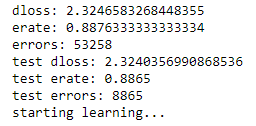 dloss: 2.3246583268448355
erate: 0.8876333333333334
errors: 53258
test dloss: 2.3240356990868536
test erate: 0.8865
test errors: 8865
starting learning...